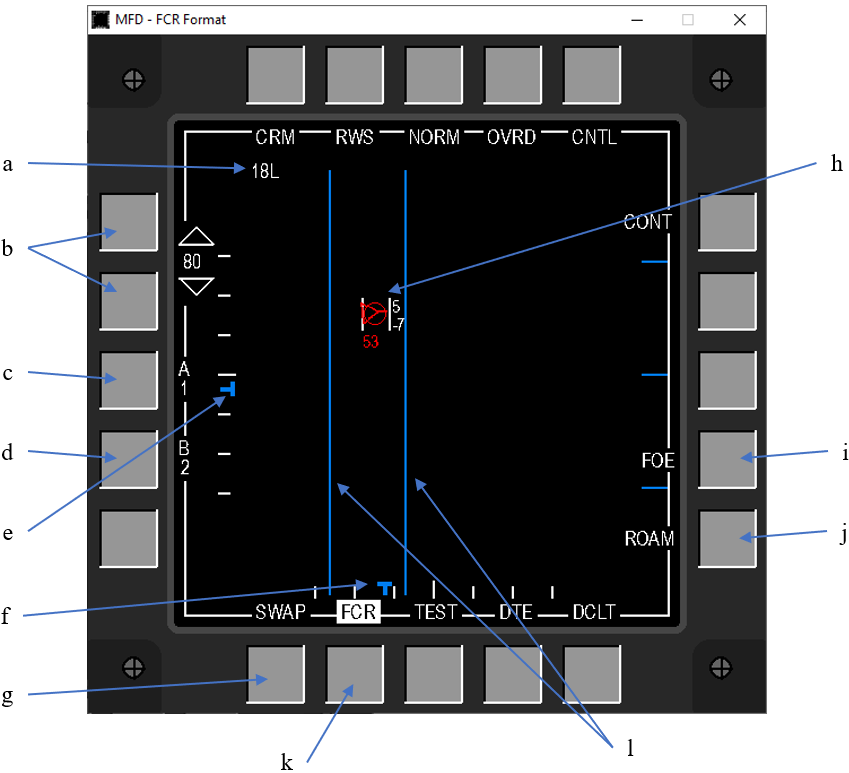 MFD - FCR Format
CRM RWS NORM OVRD CNTL
a
18L
h
CONT
b
80
5
-7
53
A
1
c
B
2
d
FOE
i
e
ROAM
j
f
SWAP FCR TEST DTE DCLT
g
k
l